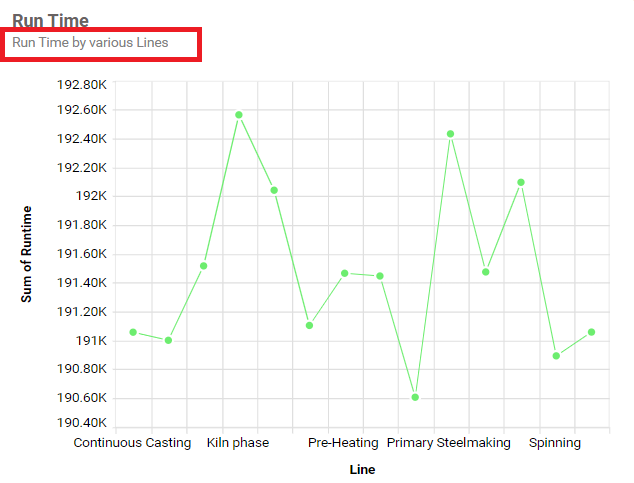 Run Time
Run Time by various Lines
192.80K
192.60K
192.40K
192.20K
192K
191.80K
191.60K
191.40K
191.20K
191K
190.80K
190.60K
190.40K
Sum of Runtime
Continuous Casting
Kiln phase
Pre-Heating
Primary Steelmaking
Spinning
Line